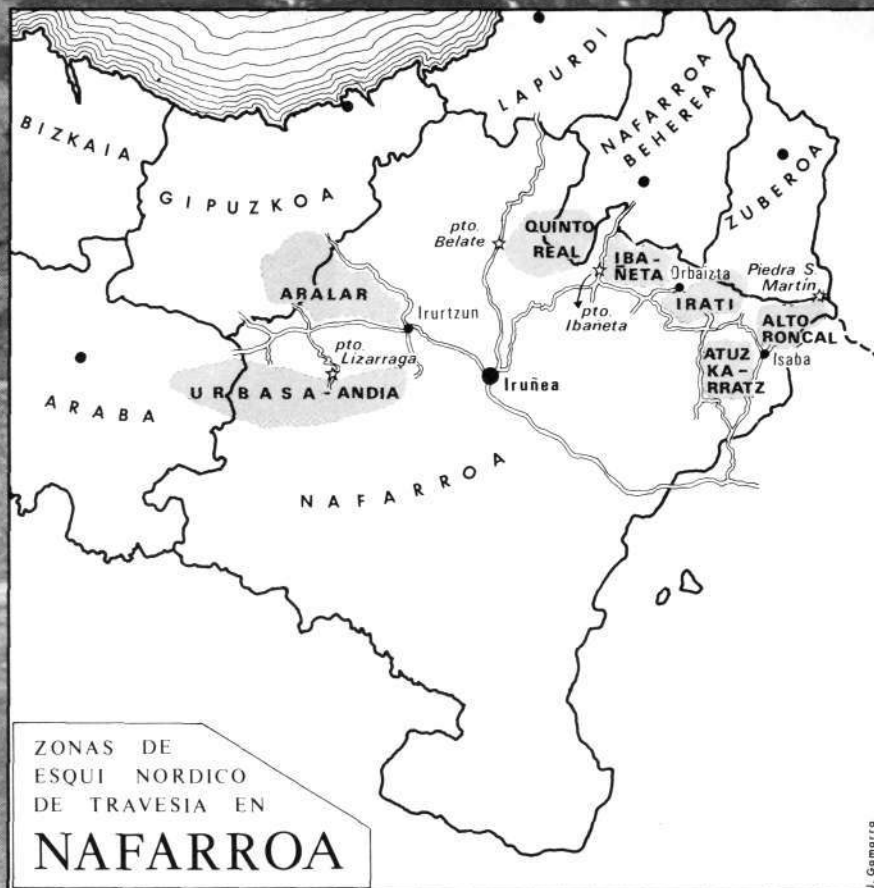 LAPURDI
NAFARROA
BEHEREA
BIZKAIA
ZUBEROA
GIPUZKOA
pto.
Belate
QUINTO
REAL
IBA-
ÑETA
Orbaizta
Piedra S.
Martín
ARALAR
Irurtzun
pto.
Ibañeta
IRATI
ALTO
RONCAL
pto.
Lizarraga
ATUZ
KA-
RRATZ
Isaba
Iruñea
URBASA-ANDIA
ARABA
NAFARROA
ZONAS DE
ESQUI NORDICO
DE TRAVESIA EN
NAFARROA
J. Gamarra